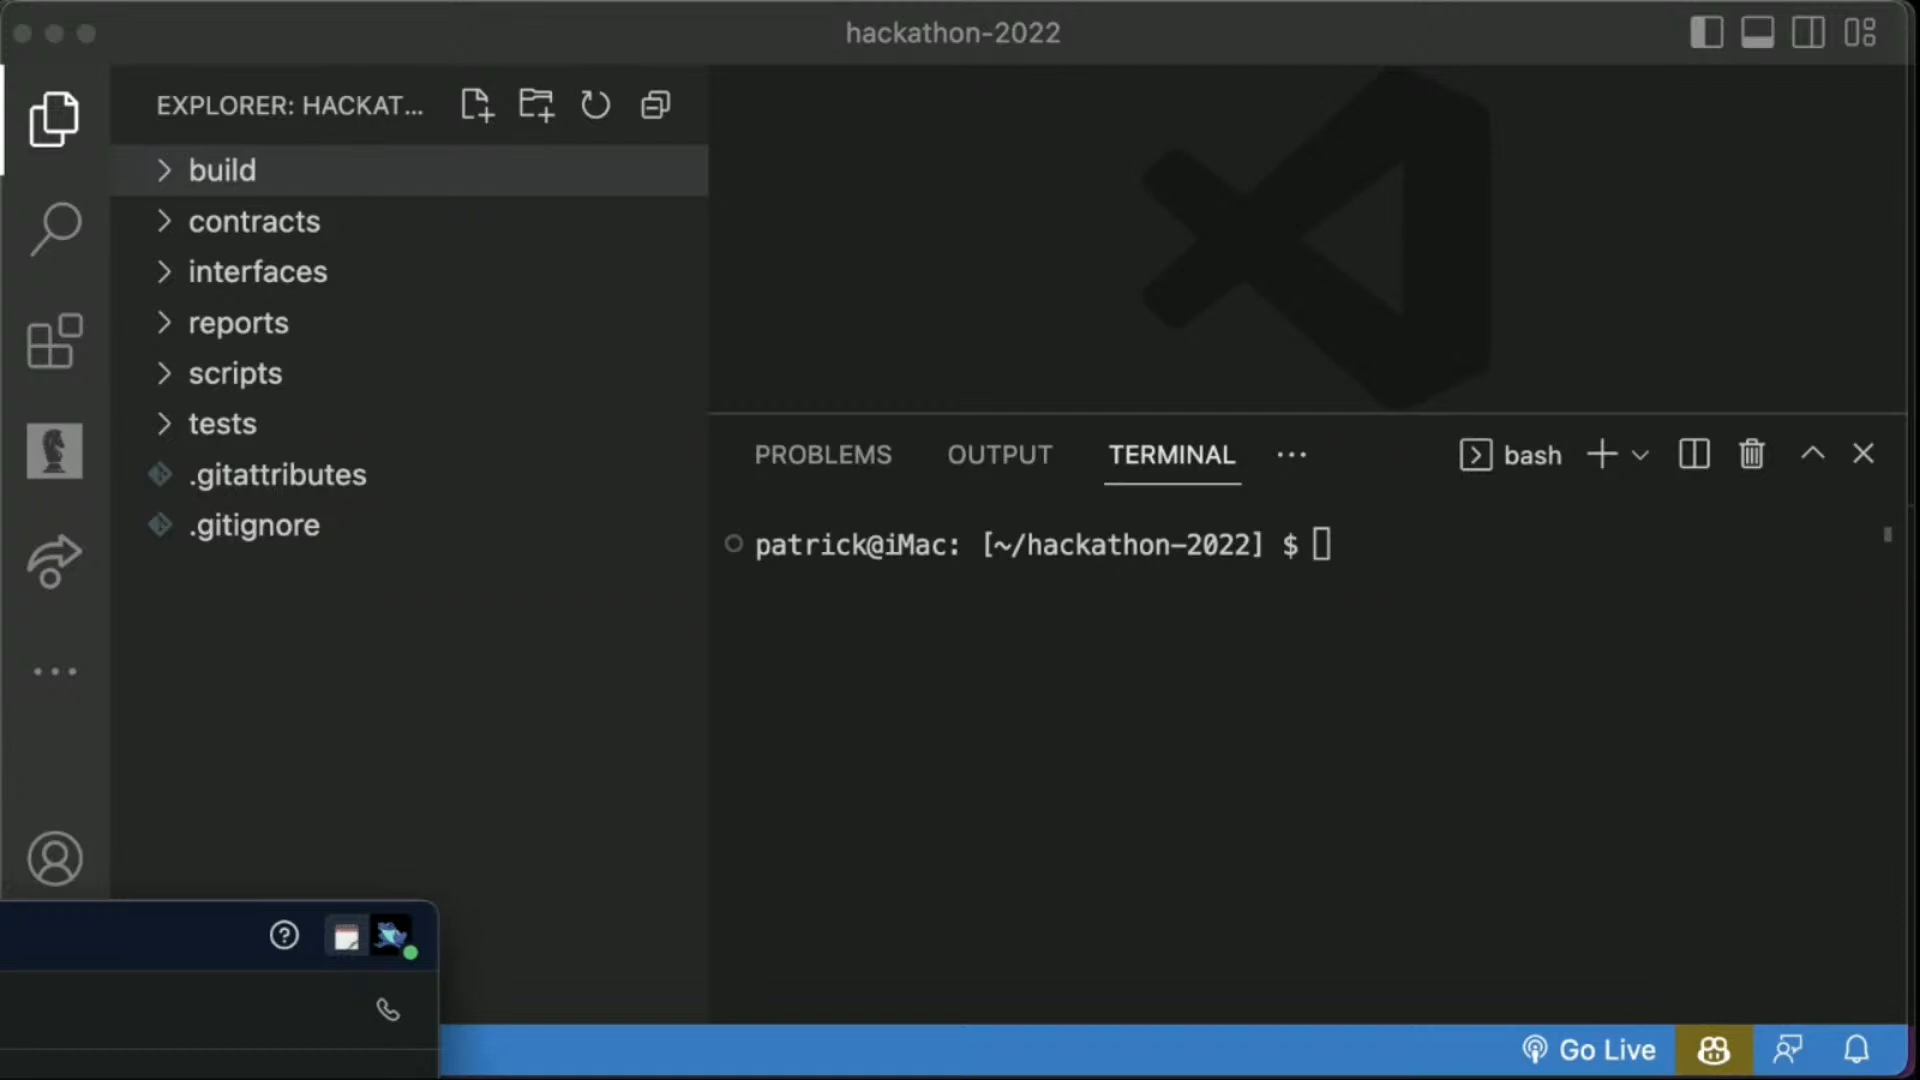 hackathon-2022
EXPLORER: HACKAT...
build
contracts
interfaces
reports
scripts
tests
.gitattributes
.gitignore
PROBLEMS OUTPUT TERMINAL ... bash
patrick@iMac: [~/hackathon-2022] $
Go Live